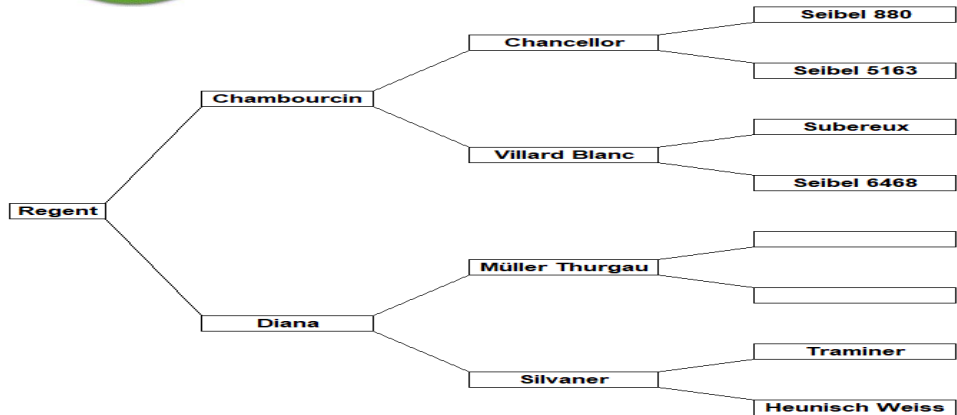 Seibel 880
Chancellor
Seibel 5163
Chambourcin
Subereux
Villard Blanc
Seibel 6468
Regent
Müller Thurgau
Diana
Traminer
Silvaner
Heunisch Weiss